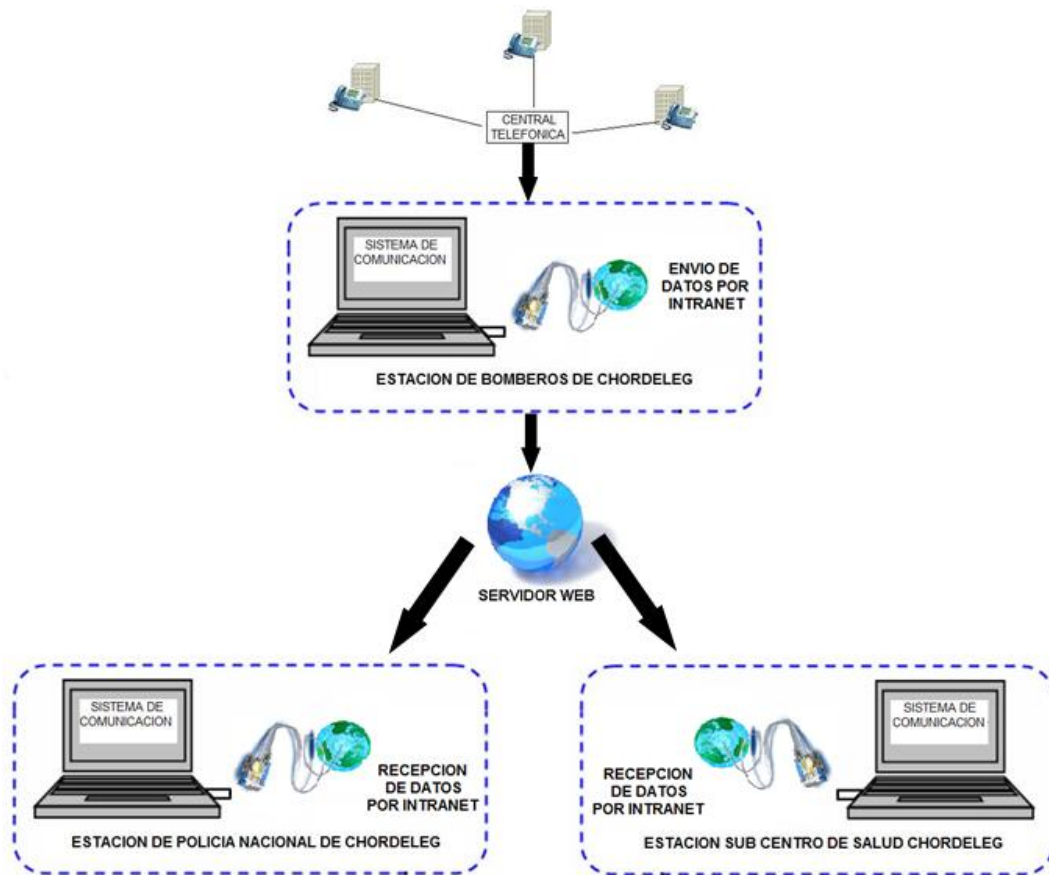 CENTRAL
TELEFONICA
SISTEMA DE
COMUNICACION
ENVIO DE
DATOS POR
INTRANET
ESTACION DE BOMBEROS DE CHORDELEG
SERVIDOR WEB
SISTEMA DE
COMUNICACION
RECEPCION
DE DATOS
POR INTRANET
ESTACION DE POLICIA NACIONAL DE CHORDELEG
SISTEMA DE
COMUNICACION
RECEPCION
DE DATOS
POR INTRANET
ESTACION SUB CENTRO DE SALUD CHORDELEG